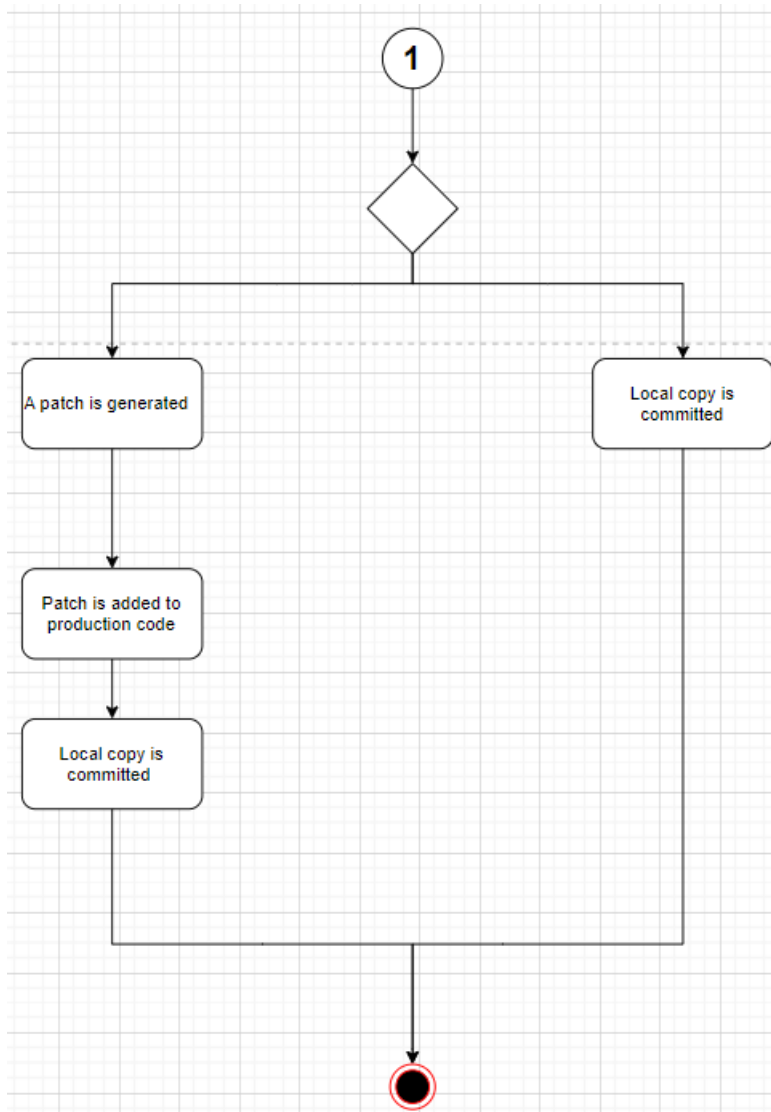 1
A patch is generated
Local copy is
committed
Patch is added to
production code
Local copy is
committed